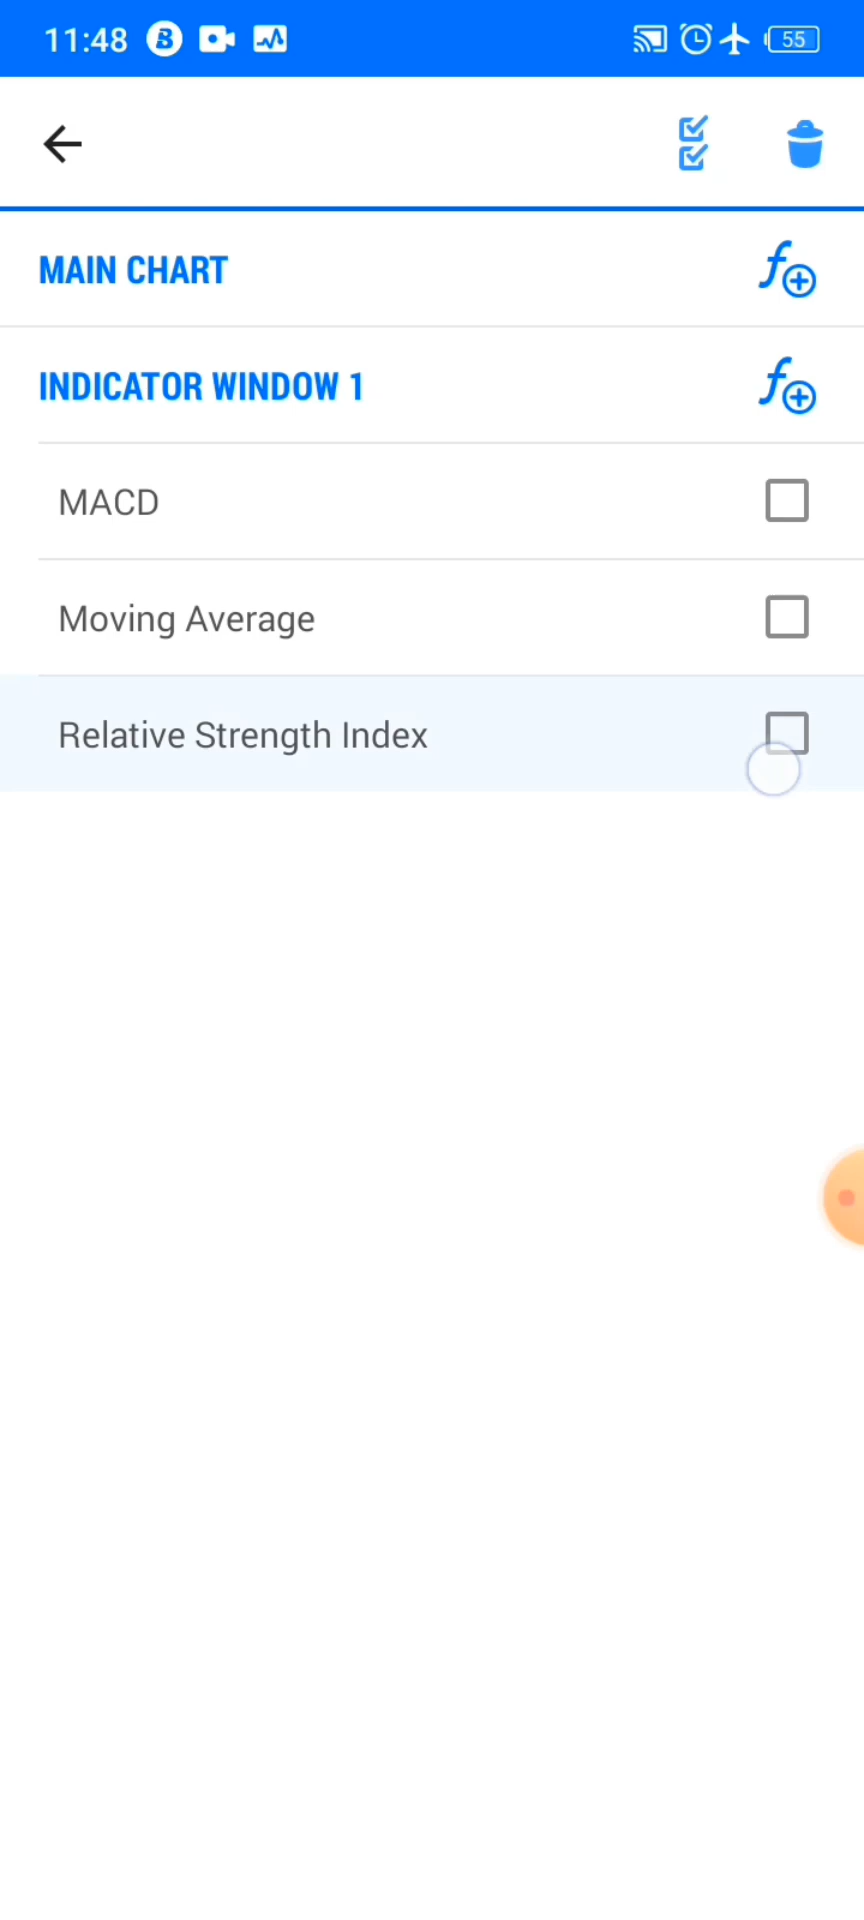 11:48
55
MAIN CHART
INDICATOR WINDOW 1
MACD
Moving Average
Relative Strength Index